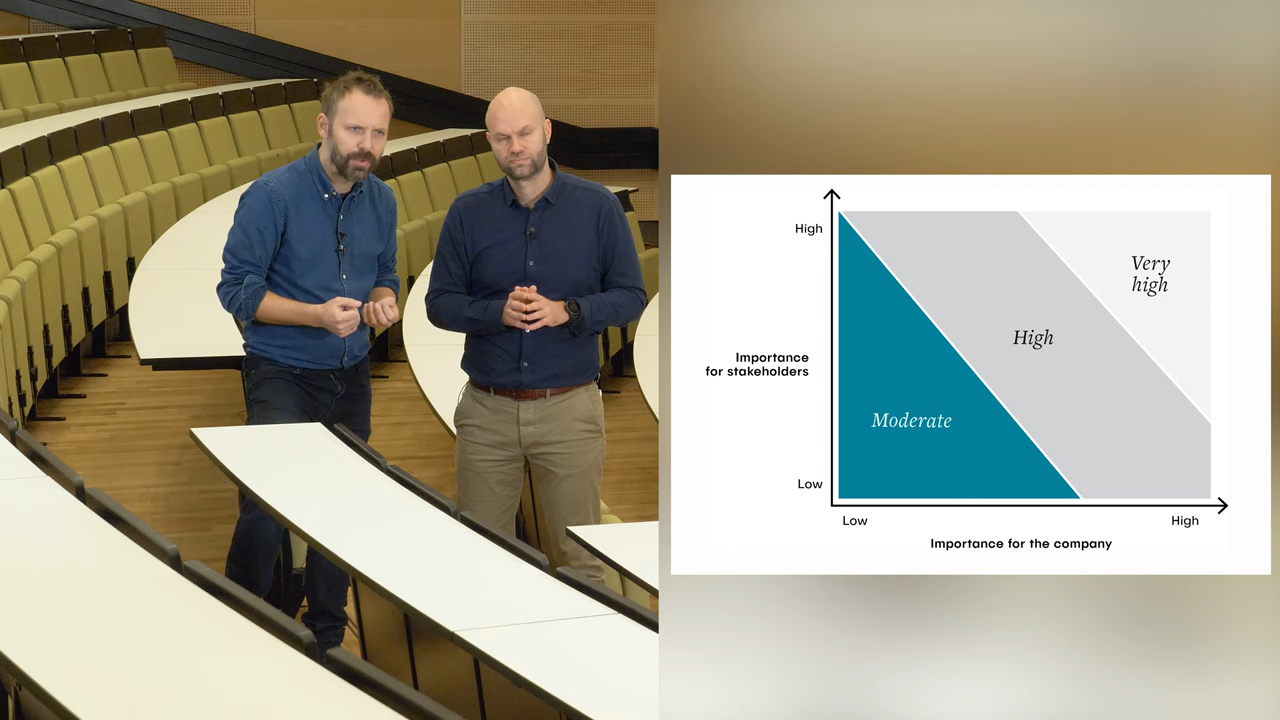 High
Very
high
High
Importance
for stakeholders
Moderate
Low
Low
High
Importance for the company